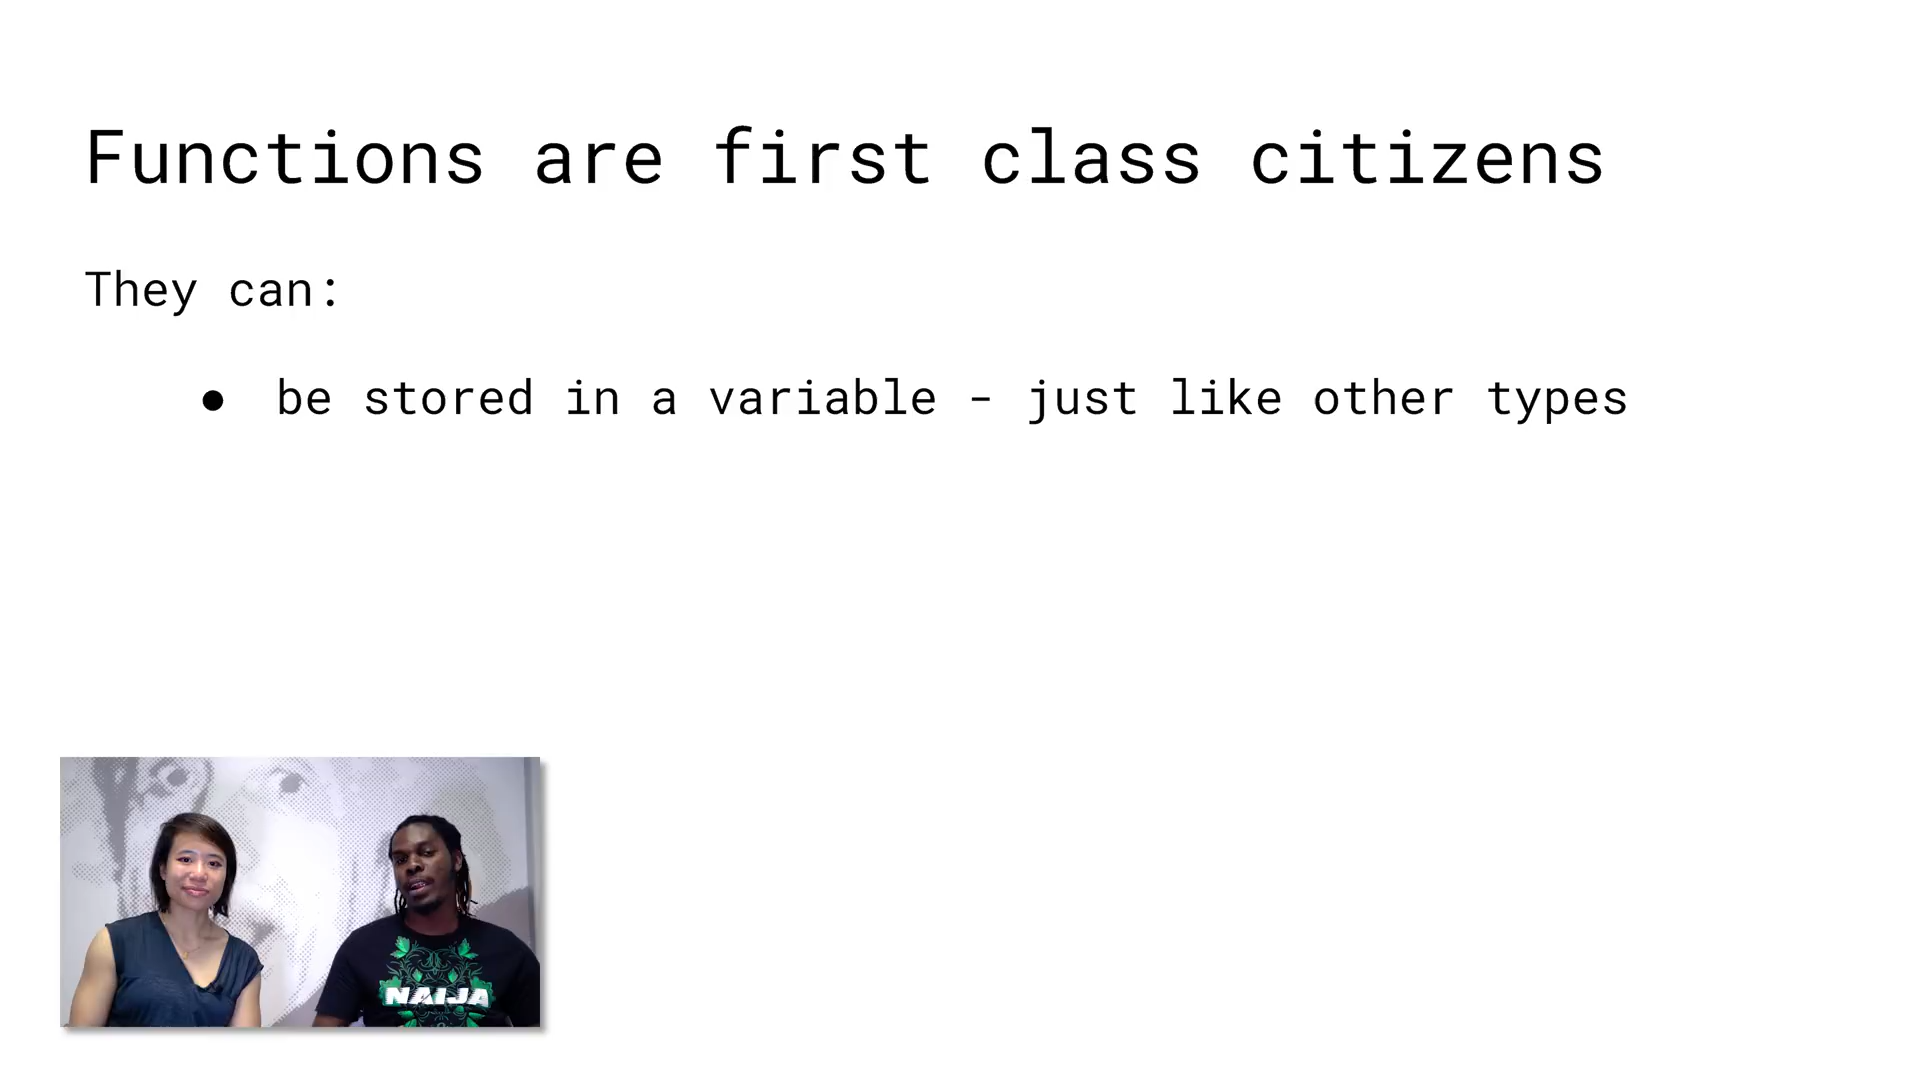 Functions are first class citizens
They can:
● be stored in a variable - just like other types
NAIJA